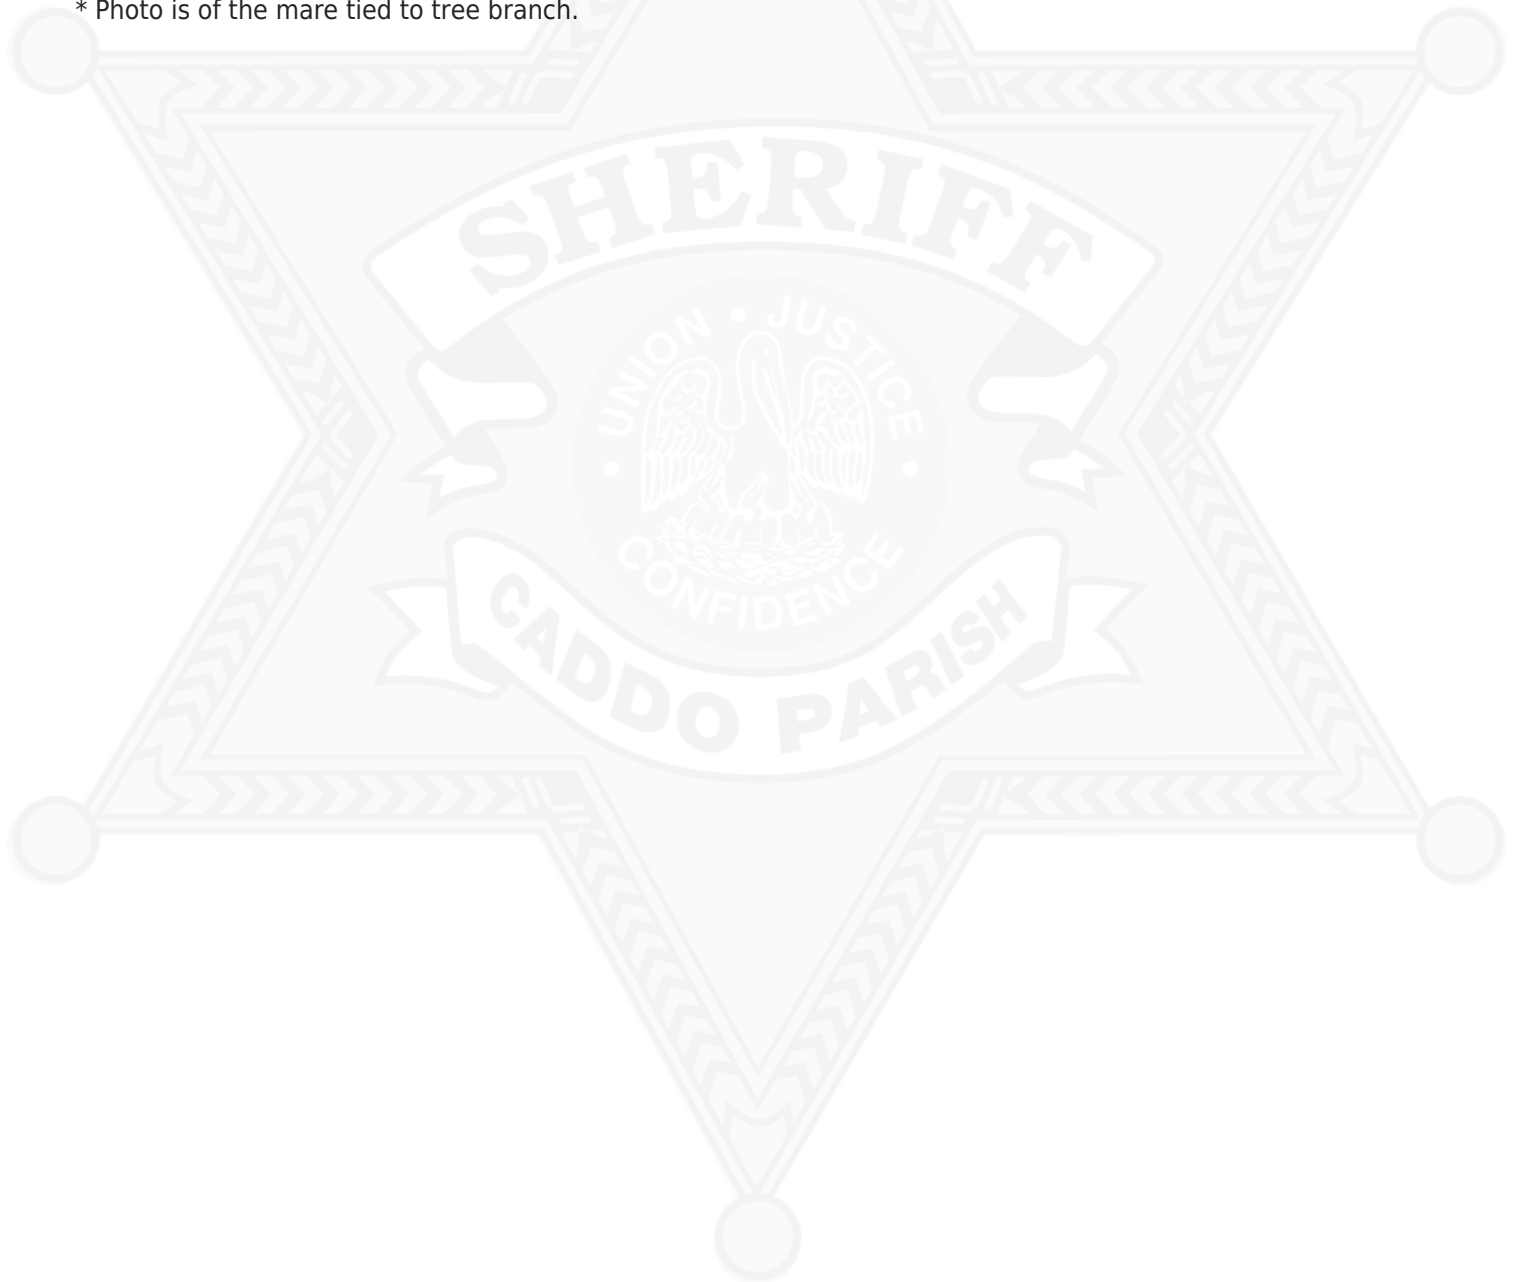 * Photo is of the mare tied to tree branch.
SHERIFF
UNION • JUSTICE
CONFIDENCE
CADDO PARISH